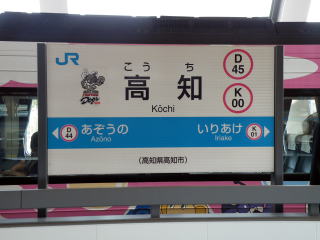 JR
こうち
高知
Kōchi
D
45
K
00
D
44
あぞうの
Azōno
いりあけ
Iriake
K
01
(高知県高知市)